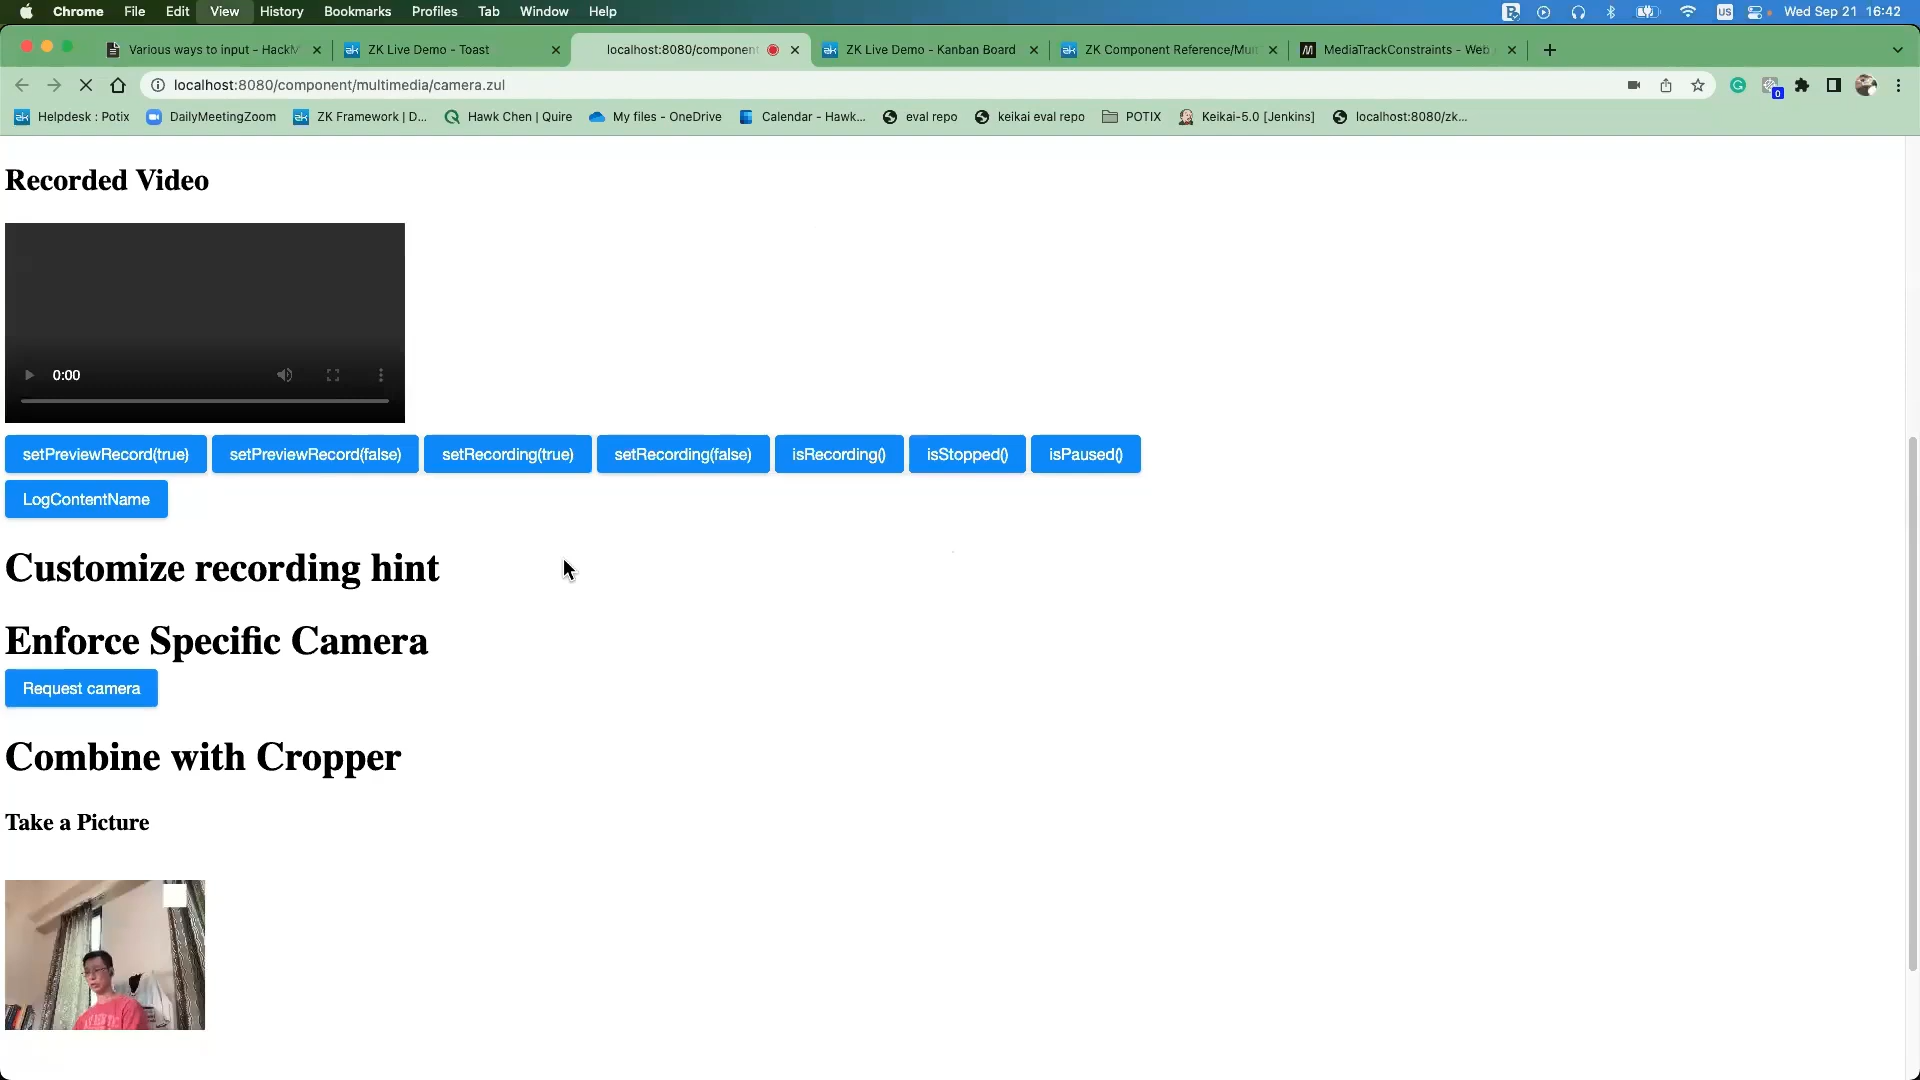 Chrome File Edit View History Bookmarks Profiles Tab Window Help US Wed Sep 21 16:42
Various ways to input - HackM ZK Live Demo - Toast localhost:8080/component ZK Live Demo - Kanban Board ZK Component Reference/Mul MediaTrackConstraints - Web
localhost:8080/component/multimedia/camera.zul 0
Helpdesk : Potix DailyMeetingZoom ZK Framework | D... Hawk Chen | Quire My files - OneDrive Calendar - Hawk... eval repo keikai eval repo POTIX Keikai-5.0 [Jenkins] localhost:8080/zk...
Recorded Video
0:00
setPreviewRecord(true) setPreviewRecord(false) setRecording(true) setRecording(false) isRecording() isStopped() isPaused()
LogContentName
Customize recording hint
Enforce Specific Camera
Request camera
Combine with Cropper
Take a Picture